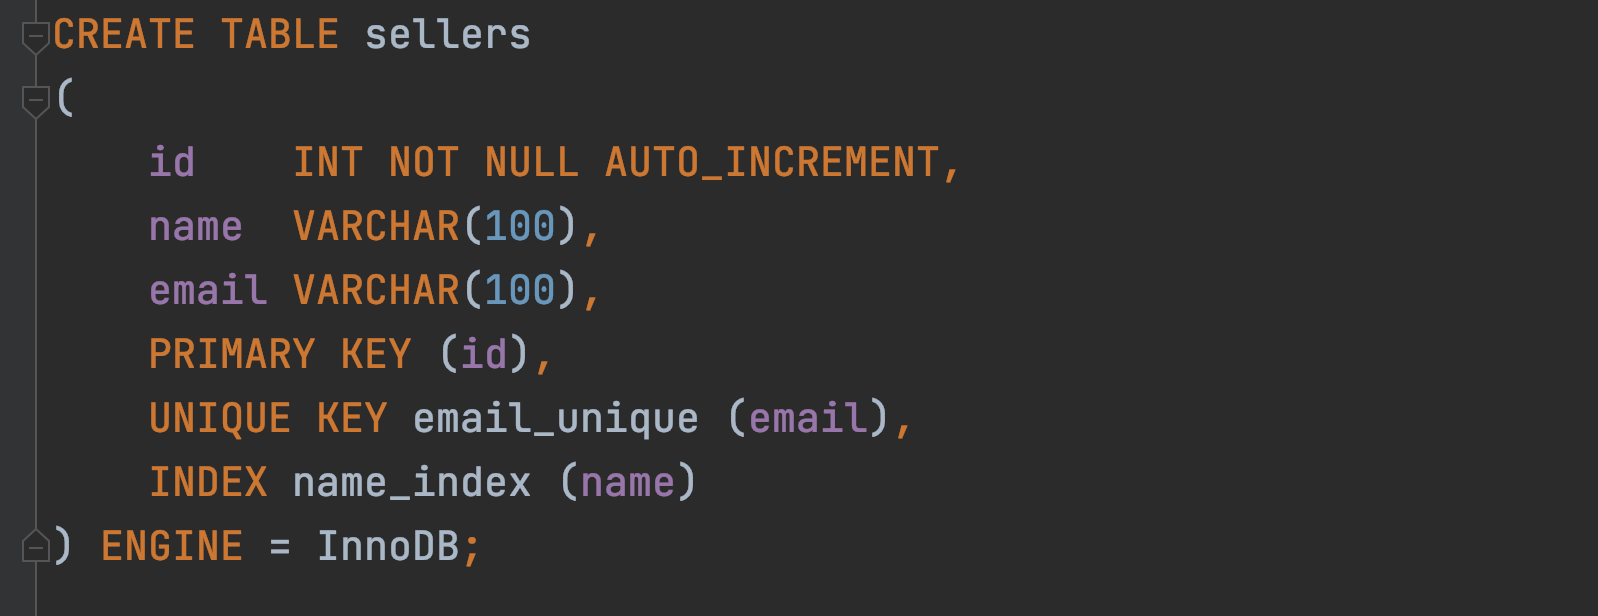 CREATE TABLE sellers
(
    id    INT NOT NULL AUTO_INCREMENT,
    name  VARCHAR(100),
    email VARCHAR(100),
    PRIMARY KEY (id),
    UNIQUE KEY email_unique (email),
    INDEX name_index (name)
) ENGINE = InnoDB;